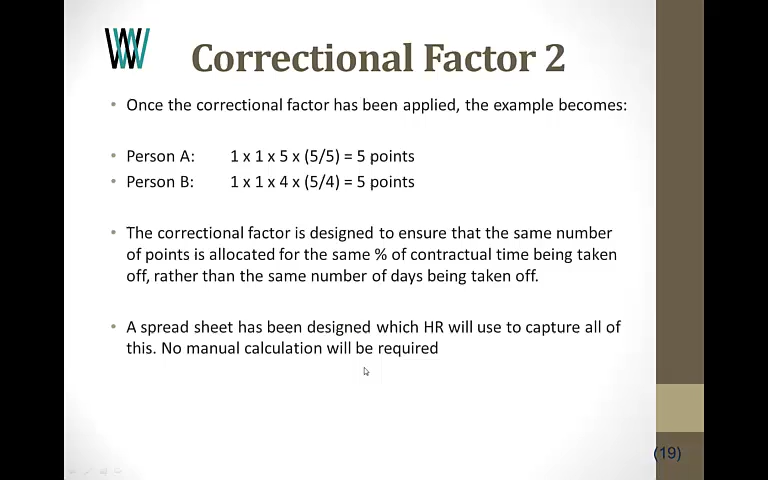 WW
Correctional Factor 2
• Once the correctional factor has been applied, the example becomes:
• Person A: 1 x 1 x 5 x (5/5) = 5 points
• Person B: 1 x 1 x 4 x (5/4) = 5 points
• The correctional factor is designed to ensure that the same number
of points is allocated for the same % of contractual time being taken
off, rather than the same number of days being taken off.
• A spread sheet has been designed which HR will use to capture all of
this. No manual calculation will be required
(19)